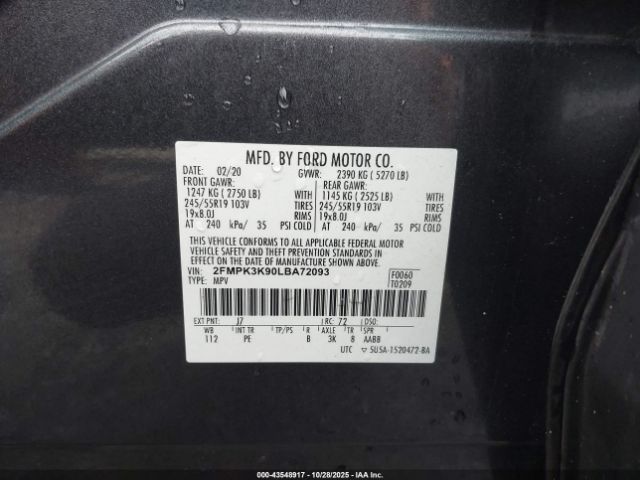 MFD. BY FORD MOTOR CO.
DATE: 02/20 GVWR: 2390 KG ( 5270 LB)
FRONT GAWR: REAR GAWR:
1247 KG ( 2750 LB) WITH 1145 KG ( 2525 LB) WITH
245/55R19 103V TIRES 245/55R19 103V TIRES
19x8.0J RIMS 19x8.0J RIMS
AT 240 kPa/ 35 PSI COLD AT 240 kPa/ 35 PSI COLD
THIS VEHICLE CONFORMS TO ALL APPLICABLE FEDERAL MOTOR
VEHICLE SAFETY AND THEFT PREVENTION STANDARDS IN
EFFECT ON THE DATE OF MANUFACTURE SHOWN ABOVE.
VIN: 2FMPK3K90LBA72093 F0060
TYPE: MPV T0209
EXT PNT: J7 RC: 72 DSO:
WB INT TR TP/PS R AXLE TR SPR
112 PE B 3K 8 AABB
UTC 5U5A-1520472-BA
000-43548917 - 10/28/2025 - IAAI Inc.